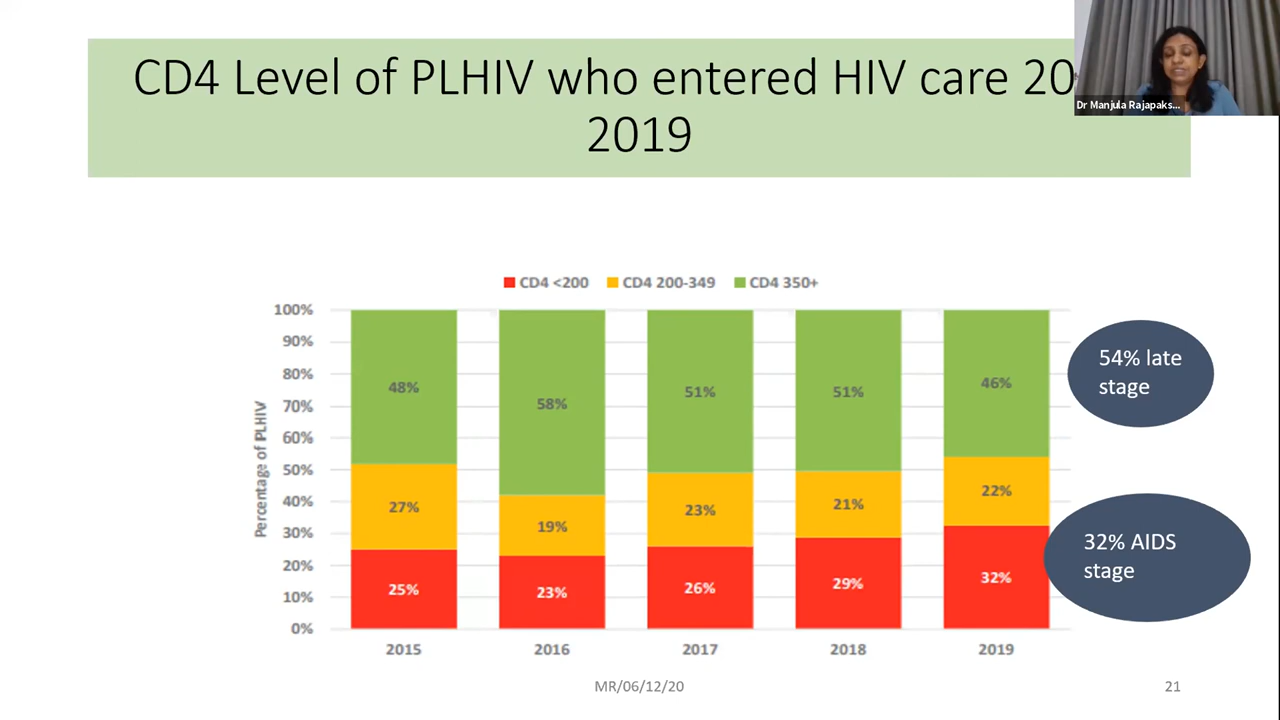 CD4 Level of PLHIV who entered HIV care 20
2019
Dr Manjula Rajapaks...
CD4 <200 CD4 200-349 CD4 350+
100%
90%
80%
70%
60%
50%
40%
30%
20%
10%
0%
Percentage of PLHIV
48% 58% 51% 51% 46%
27% 19% 23% 21% 22%
25% 23% 26% 29% 32%
2015 2016 2017 2018 2019
54% late
stage
32% AIDS
stage
MR/06/12/20
21